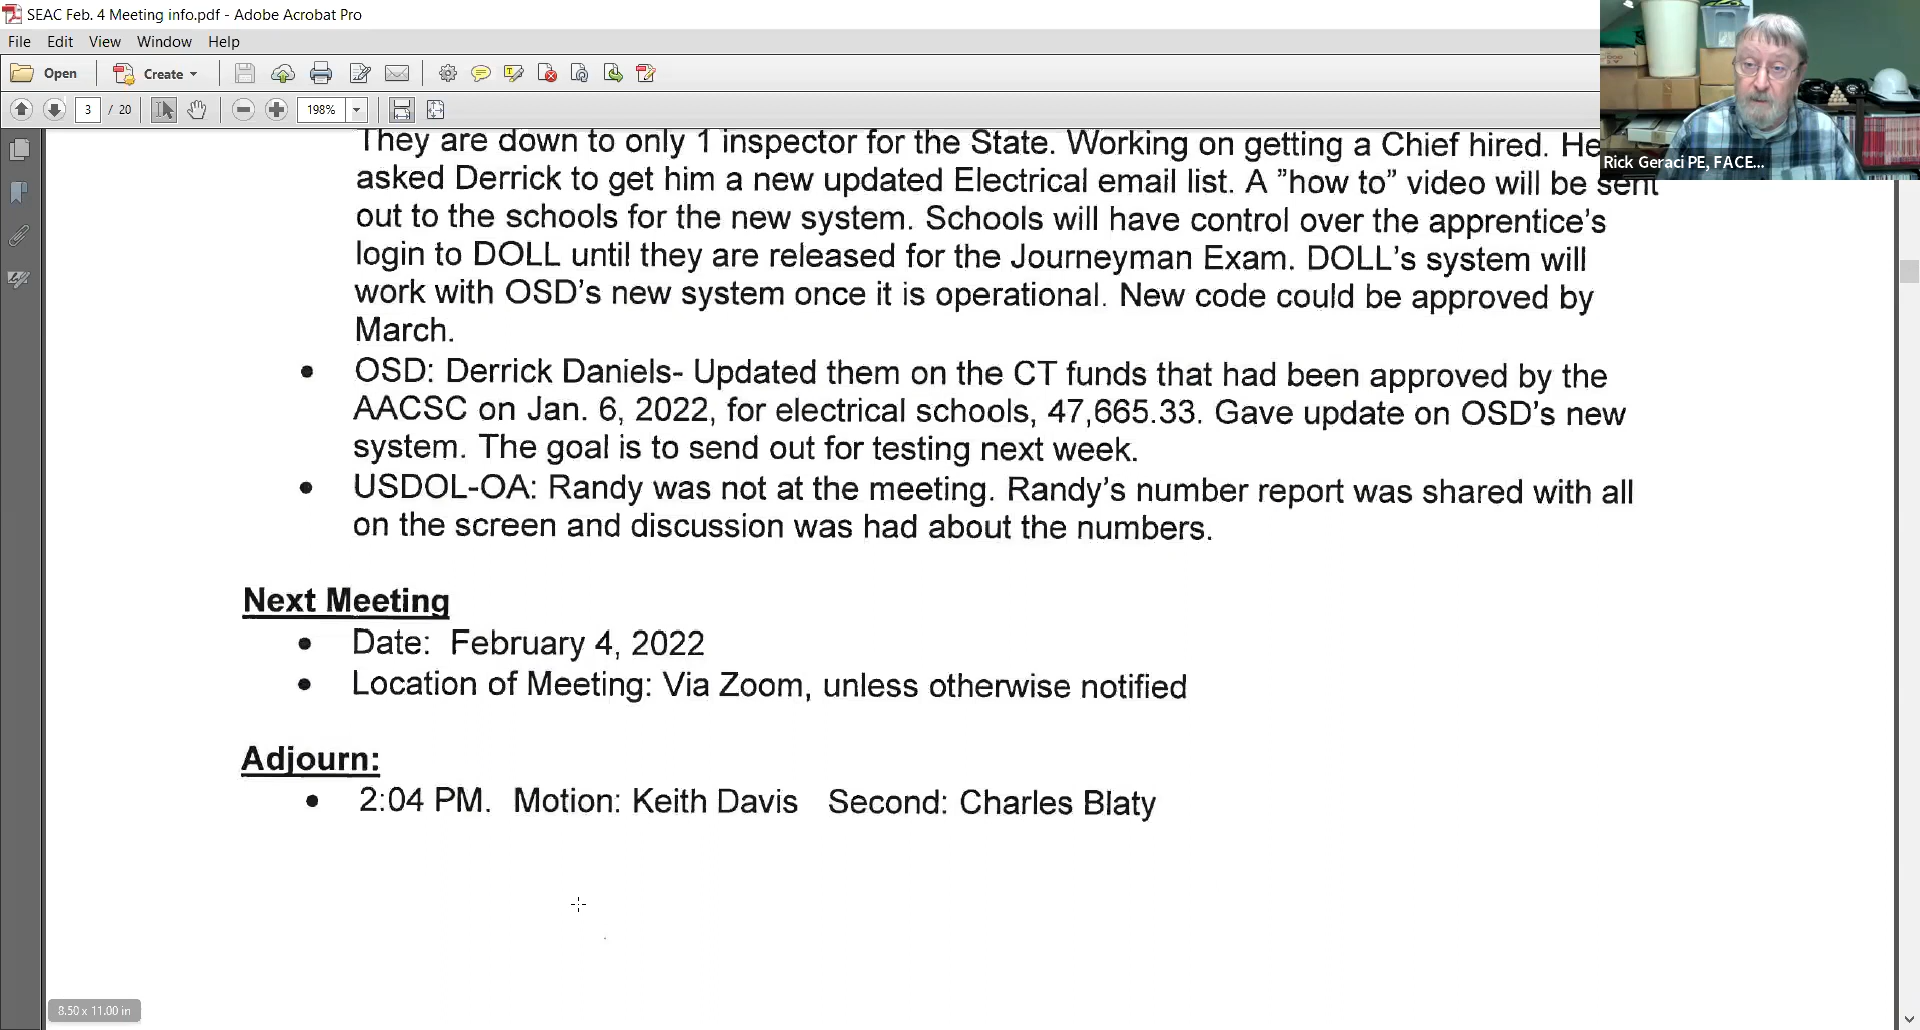 SEAC Feb. 4 Meeting info.pdf - Adobe Acrobat Pro
File Edit View Window Help
Open Create
3 / 20 198%
They are down to only 1 inspector for the State. Working on getting a Chief hired. He
asked Derrick to get him a new updated Electrical email list. A ”how to” video will be sent
out to the schools for the new system. Schools will have control over the apprentice’s
login to DOLL until they are released for the Journeyman Exam. DOLL’s system will
work with OSD’s new system once it is operational. New code could be approved by
March.
• OSD: Derrick Daniels- Updated them on the CT funds that had been approved by the
AACSC on Jan. 6, 2022, for electrical schools, 47,665.33. Gave update on OSD’s new
system. The goal is to send out for testing next week.
• USDOL-OA: Randy was not at the meeting. Randy’s number report was shared with all
on the screen and discussion was had about the numbers.
Next Meeting
• Date: February 4, 2022
• Location of Meeting: Via Zoom, unless otherwise notified
Adjourn:
• 2:04 PM. Motion: Keith Davis Second: Charles Blaty
8.50 x 11.00 in
Rick Geraci PE, FACE...